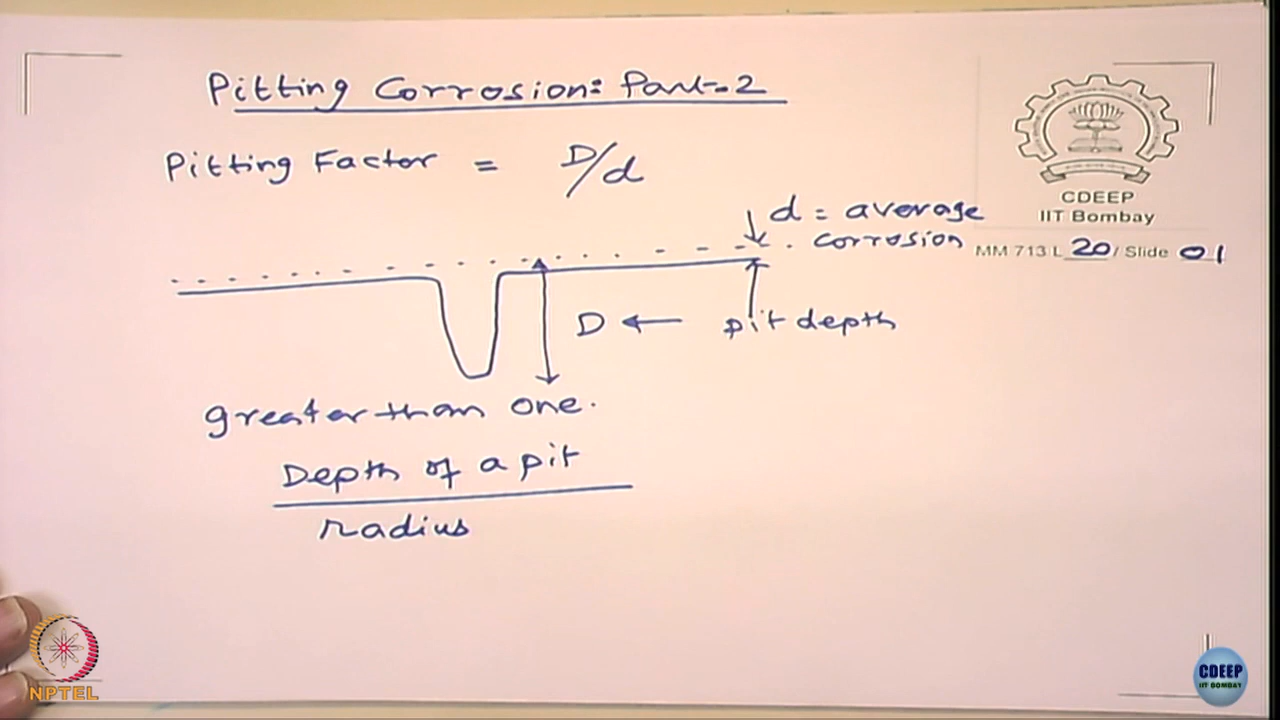 Pitting Corrosion: Part-2
Pitting Factor = D/d
d = average
corrosion
CDEEP
IIT Bombay
MM 713 L 20 / Slide 01
D ← pit depth
greater than one.
Depth of a pit
radius
NPTEL
CDEEP
IIT BOMBAY